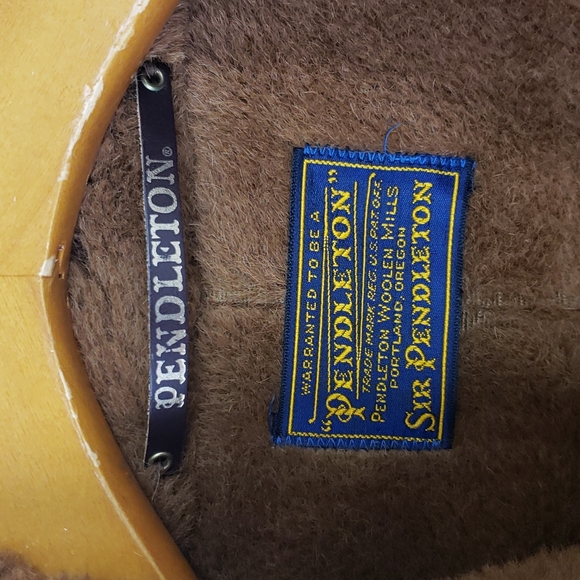 PENDLETON®
WARRANTED TO BE A
"PENDLETON"
TRADE MARK REG. U.S. PAT. OFF.
PENDLETON WOOLEN MILLS
PORTLAND, OREGON
SIR PENDLETON